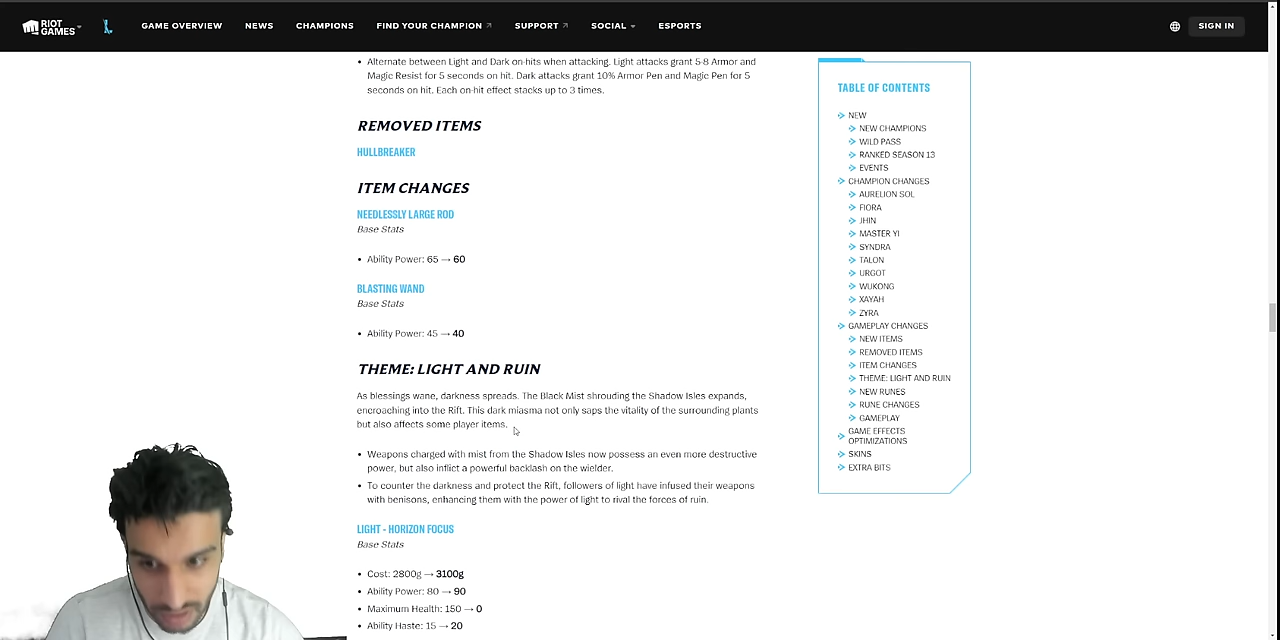 RIOT GAMES
GAME OVERVIEW NEWS CHAMPIONS FIND YOUR CHAMPION SUPPORT SOCIAL ESPORTS SIGN IN
• Alternate between Light and Dark on-hits when attacking. Light attacks grant 5-8 Armor and
Magic Resist for 5 seconds on hit. Dark attacks grant 10% Armor Pen and Magic Pen for 5
seconds on hit. Each on-hit effect stacks up to 3 times.
REMOVED ITEMS
HULLBREAKER
ITEM CHANGES
NEEDLESSLY LARGE ROD
Base Stats
• Ability Power: 65 → 60
BLASTING WAND
Base Stats
• Ability Power: 45 → 40
THEME: LIGHT AND RUIN
As blessings wane, darkness spreads. The Black Mist shrouding the Shadow Isles expands,
encroaching into the Rift. This dark miasma not only saps the vitality of the surrounding plants
but also affects some player items.
• Weapons charged with mist from the Shadow Isles now possess an even more destructive
power, but also inflict a powerful backlash on the wielder.
• To counter the darkness and protect the Rift, followers of light have infused their weapons
with benisons, enhancing them with the power of light to rival the forces of ruin.
LIGHT - HORIZON FOCUS
Base Stats
• Cost: 2800g → 3100g
• Ability Power: 80 → 90
• Maximum Health: 150 → 0
• Ability Haste: 15 → 20
TABLE OF CONTENTS
NEW
NEW CHAMPIONS
WILD PASS
RANKED SEASON 13
EVENTS
CHAMPION CHANGES
AURELION SOL
FIORA
JHIN
MASTER YI
SYNDRA
TALON
URGOT
WUKONG
XAYAH
ZYRA
GAMEPLAY CHANGES
NEW ITEMS
REMOVED ITEMS
ITEM CHANGES
THEME: LIGHT AND RUIN
NEW RUNES
RUNE CHANGES
GAMEPLAY
GAME EFFECTS
OPTIMIZATIONS
SKINS
EXTRA BITS